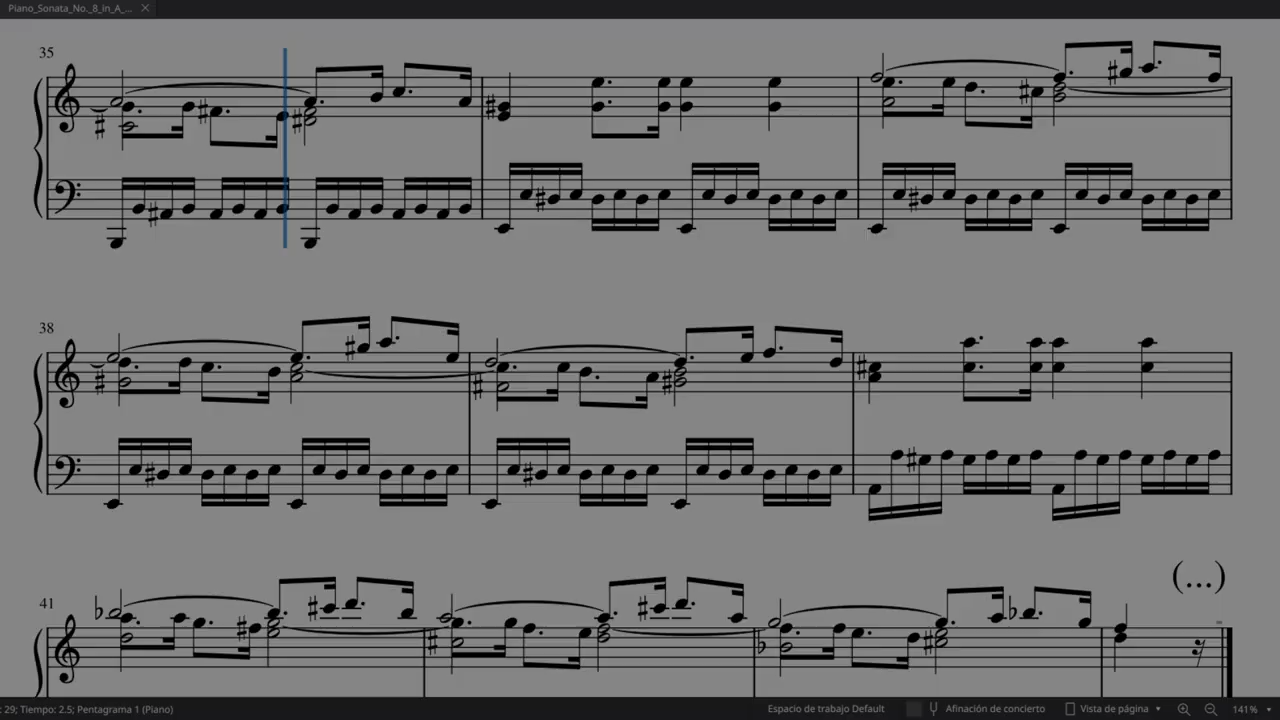 Piano_Sonata_No._8_in_A_...
35
38
(...)
41
: 29; Tiempo: 2.5; Pentagrama 1 (Piano)
Espacio de trabajo Default
Afinación de concierto
Vista de página
141%